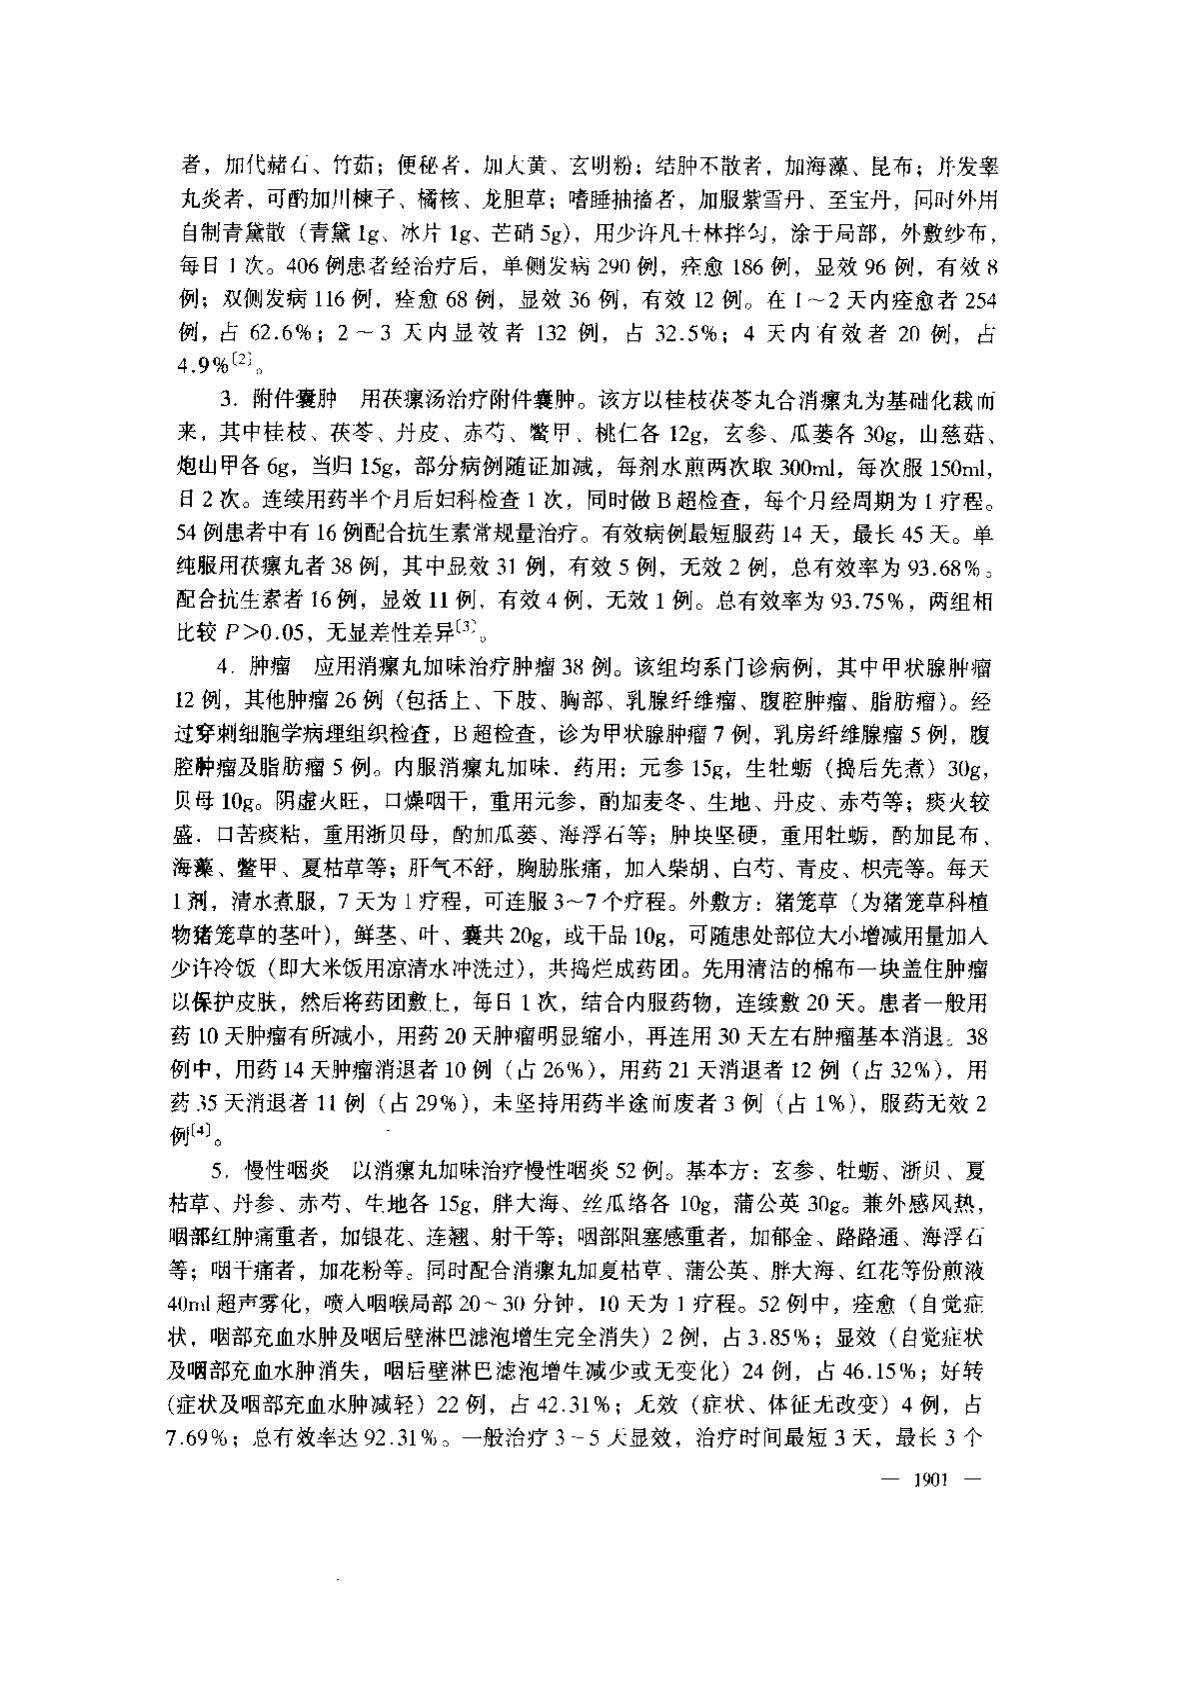 者，加代赭石、竹茹；便秘者，加大黄、玄明粉；结肿不散者，加海藻、昆布；并发睾
丸炎者，可酌加川楝子、橘核、龙胆草；嗜睡抽搐者，加服紫雪丹、至宝丹，同时外用
自制青黛散（青黛 1g、冰片 1g、芒硝 5g），用少许凡士林拌匀，涂于局部，外敷纱布，
每日 1 次。406 例患者经治疗后，单侧发病 290 例，痊愈 186 例，显效 96 例，有效 8
例；双侧发病 116 例，痊愈 68 例，显效 36 例，有效 12 例。在 1～2 天内痊愈者 254
例，占 62.6%；2～3 天内显效者 132 例，占 32.5%；4 天内有效者 20 例，占
4.9%〔2〕。
3．附件囊肿　用茯瘰汤治疗附件囊肿。该方以桂枝茯苓丸合消瘰丸为基础化裁而
来，其中桂枝、茯苓、丹皮、赤芍、鳖甲、桃仁各 12g，玄参、瓜蒌各 30g，山慈菇、
炮山甲各 6g，当归 15g，部分病例随证加减，每剂水煎两次取 300ml，每次服 150ml，
日 2 次。连续用药半个月后妇科检查 1 次，同时做 B 超检查，每个月经周期为 1 疗程。
54 例患者中有 16 例配合抗生素常规量治疗。有效病例最短服药 14 天，最长 45 天。单
纯服用茯瘰丸者 38 例，其中显效 31 例，有效 5 例，无效 2 例，总有效率为 93.68%。
配合抗生素者 16 例，显效 11 例，有效 4 例，无效 1 例。总有效率为 93.75%，两组相
比较 P＞0.05，无显差性差异〔3〕。
4．肿瘤　应用消瘰丸加味治疗肿瘤 38 例。该组均系门诊病例，其中甲状腺肿瘤
12 例，其他肿瘤 26 例（包括上、下肢、胸部、乳腺纤维瘤、腹腔肿瘤、脂肪瘤）。经
过穿刺细胞学病理组织检查，B 超检查，诊为甲状腺肿瘤 7 例，乳房纤维腺瘤 5 例，腹
腔肿瘤及脂肪瘤 5 例。内服消瘰丸加味，药用：元参 15g，生牡蛎（捣后先煮）30g，
贝母 10g。阴虚火旺，口燥咽干，重用元参，酌加麦冬、生地、丹皮、赤芍等；痰火较
盛，口苦痰粘，重用浙贝母，酌加瓜蒌、海浮石等；肿块坚硬，重用牡蛎，酌加昆布、
海藻、鳖甲、夏枯草等；肝气不舒，胸胁胀痛，加入柴胡、白芍、青皮、枳壳等。每天
1 剂，清水煮服，7 天为 1 疗程，可连服 3～7 个疗程。外敷方：猪笼草（为猪笼草科植
物猪笼草的茎叶），鲜茎、叶、囊共 20g，或干品 10g，可随患处部位大小增减用量加入
少许冷饭（即大米饭用凉清水冲洗过），共捣烂成药团。先用清洁的棉布一块盖住肿瘤
以保护皮肤，然后将药团敷上，每日 1 次，结合内服药物，连续敷 20 天。患者一般用
药 10 天肿瘤有所减小，用药 20 天肿瘤明显缩小，再连用 30 天左右肿瘤基本消退。38
例中，用药 14 天肿瘤消退者 10 例（占 26%），用药 21 天消退者 12 例（占 32%），用
药 35 天消退者 11 例（占 29%），未坚持用药半途而废者 3 例（占 1%），服药无效 2
例〔4〕。
5．慢性咽炎　以消瘰丸加味治疗慢性咽炎 52 例。基本方：玄参、牡蛎、浙贝、夏
枯草、丹参、赤芍、生地各 15g，胖大海、丝瓜络各 10g，蒲公英 30g。兼外感风热，
咽部红肿痛重者，加银花、连翘、射干等；咽部阻塞感重者，加郁金、路路通、海浮石
等；咽干痛者，加花粉等。同时配合消瘰丸加夏枯草、蒲公英、胖大海、红花等份煎液
40ml 超声雾化，喷入咽喉局部 20～30 分钟，10 天为 1 疗程。52 例中，痊愈（自觉症
状，咽部充血水肿及咽后壁淋巴滤泡增生完全消失）2 例，占 3.85%；显效（自觉症状
及咽部充血水肿消失，咽后壁淋巴滤泡增生减少或无变化）24 例，占 46.15%；好转
（症状及咽部充血水肿减轻）22 例，占 42.31%；无效（症状、体征无改变）4 例，占
7.69%；总有效率达 92.31%。一般治疗 3～5 天显效，治疗时间最短 3 天，最长 3 个
— 1901 —